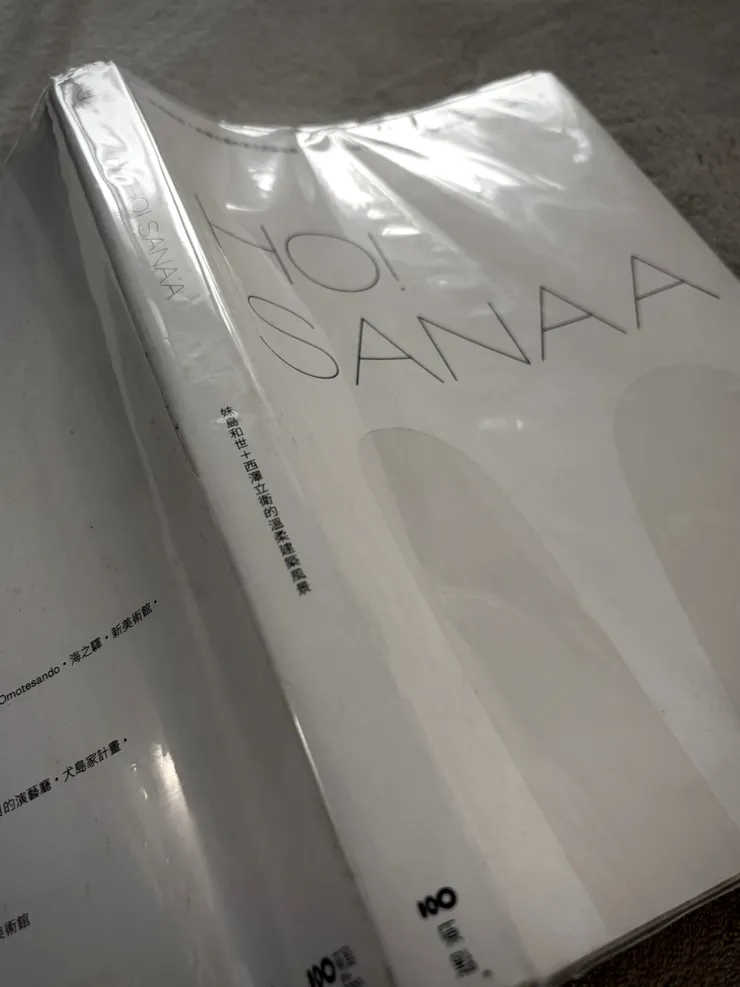 HO! SANAA
HO!
SANAA
妹島和世+西澤立衛的溫柔建築風景
Omotesando・海之驛・新美術館・
的演藝廳・犬島家計畫・
美術館